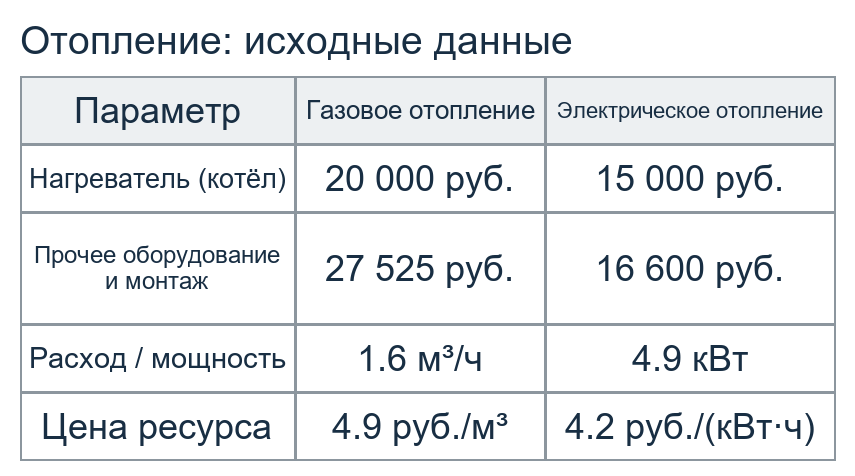 Отопление: исходные данные
Параметр
Газовое отопление
Электрическое отопление
Нагреватель (котёл)
20 000 руб.
15 000 руб.
Прочее оборудование
и монтаж
27 525 руб.
16 600 руб.
Расход / мощность
1.6 м³/ч
4.9 кВт
Цена ресурса
4.9 руб./м³
4.2 руб./(кВт·ч)